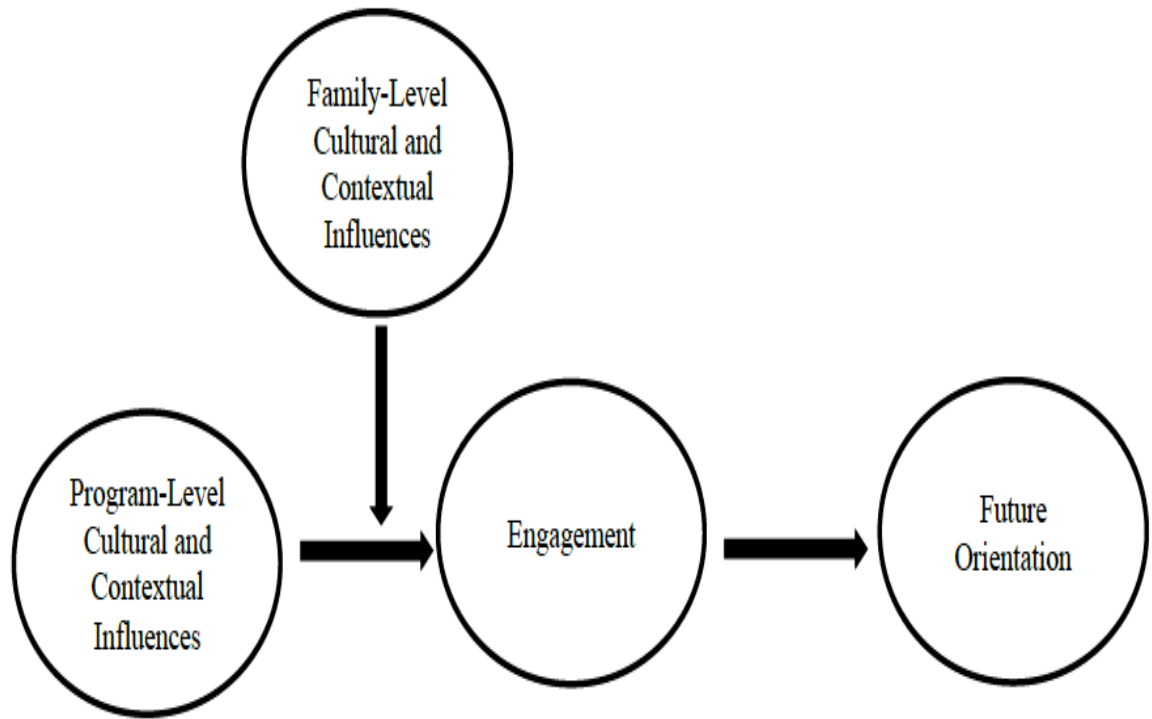 Family-Level
Cultural and
Contextual
Influences
Program-Level
Cultural and
Contextual
Influences
Engagement
Future
Orientation